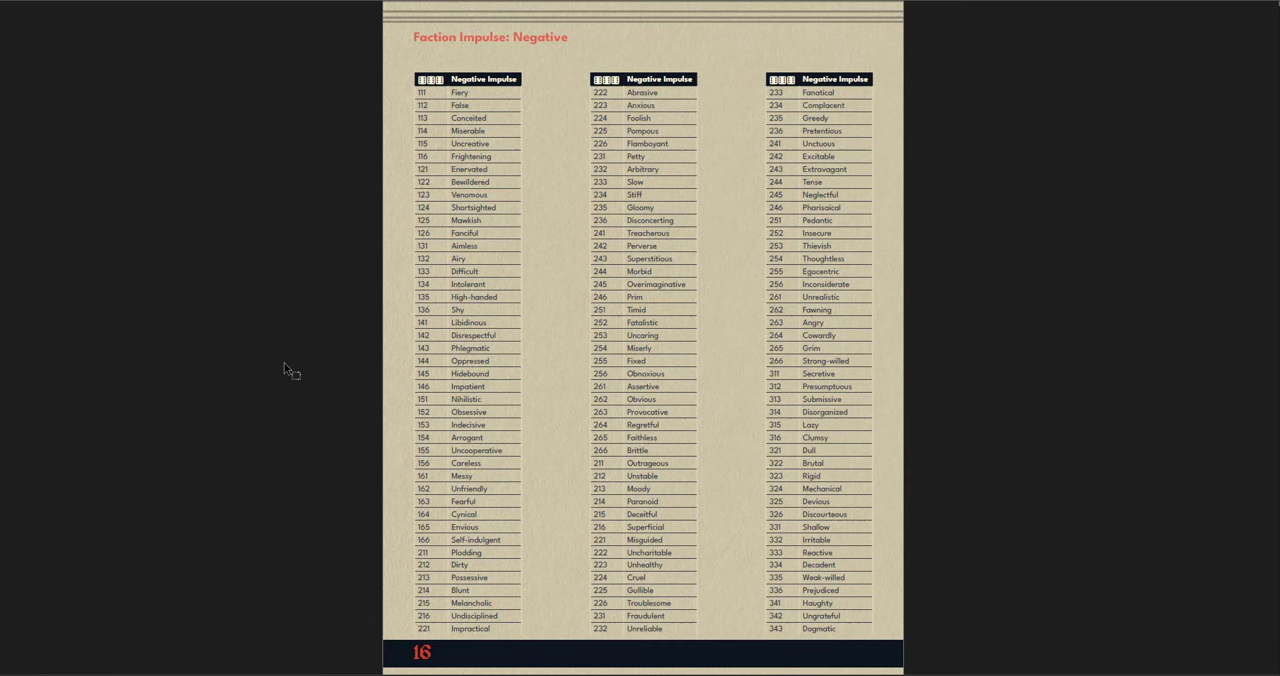 Faction Impulse: Negative
Negative Impulse
111 Fiery
112 False
113 Conceited
114 Miserable
115 Uncreative
116 Frightening
121 Enervated
122 Bewildered
123 Venomous
124 Shortsighted
125 Mawkish
126 Fanciful
131 Aimless
132 Airy
133 Difficult
134 Intolerant
135 High-handed
136 Shy
141 Libidinous
142 Disrespectful
143 Phlegmatic
144 Oppressed
145 Hidebound
146 Impatient
151 Nihilistic
152 Obsessive
153 Indecisive
154 Arrogant
155 Uncooperative
156 Careless
161 Messy
162 Unfriendly
163 Fearful
164 Cynical
165 Envious
166 Self-indulgent
211 Plodding
212 Dirty
213 Possessive
214 Blunt
215 Melancholic
216 Undisciplined
221 Impractical
Negative Impulse
222 Abrasive
223 Anxious
224 Foolish
225 Pompous
226 Flamboyant
231 Petty
232 Arbitrary
233 Slow
234 Stiff
235 Gloomy
236 Disconcerting
241 Treacherous
242 Perverse
243 Superstitious
244 Morbid
245 Overimaginative
246 Prim
251 Timid
252 Fatalistic
253 Uncaring
254 Miserly
255 Fixed
256 Obnoxious
261 Assertive
262 Obvious
263 Provocative
264 Regretful
265 Faithless
266 Brittle
211 Outrageous
212 Unstable
213 Moody
214 Paranoid
215 Deceitful
216 Superficial
221 Misguided
222 Uncharitable
223 Unhealthy
224 Cruel
225 Gullible
226 Troublesome
231 Fraudulent
232 Unreliable
Negative Impulse
233 Fanatical
234 Complacent
235 Greedy
236 Pretentious
241 Unctuous
242 Excitable
243 Extravagant
244 Tense
245 Neglectful
246 Pharisaical
251 Pedantic
252 Insecure
253 Thievish
254 Thoughtless
255 Egocentric
256 Inconsiderate
261 Unrealistic
262 Fawning
263 Angry
264 Cowardly
265 Grim
266 Strong-willed
311 Secretive
312 Presumptuous
313 Submissive
314 Disorganized
315 Lazy
316 Clumsy
321 Dull
322 Brutal
323 Rigid
324 Mechanical
325 Devious
326 Discourteous
331 Shallow
332 Irritable
333 Reactive
334 Decadent
335 Weak-willed
336 Prejudiced
341 Haughty
342 Ungrateful
343 Dogmatic
16